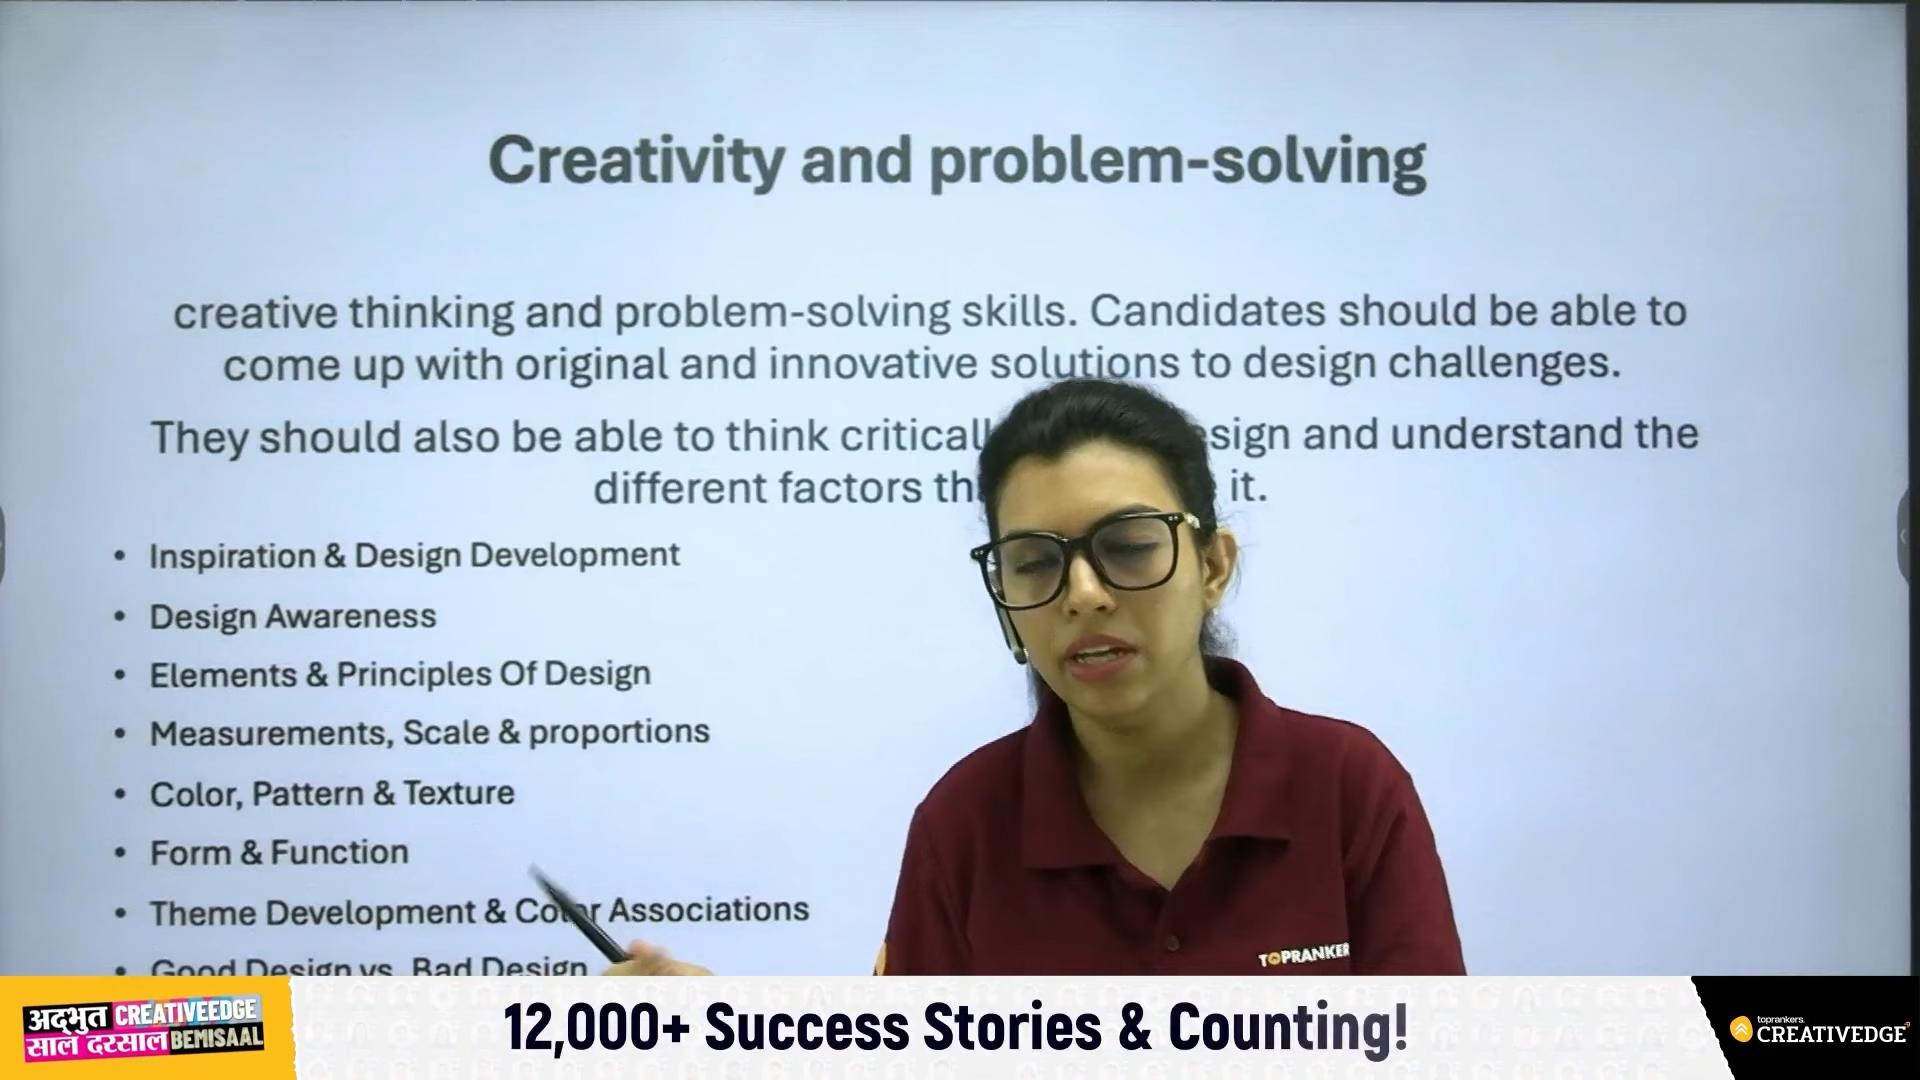 Creativity and problem-solving
creative thinking and problem-solving skills. Candidates should be able to
come up with original and innovative solutions to design challenges.
They should also be able to think sign and understand the
different factors it.
• Inspiration & Design Development
• Design Awareness
• Elements & Principles Of Design
• Measurements, Scale & proportions
• Color, Pattern & Texture
• Form & Function
• Theme Development & Color Associations
• Good Design vs. Bad Design
TOPRANKER
अद्भुत CREATIVEEDGE
साल दरसाल BEMISAAL
12,000+ Success Stories & Counting!
toprankers.
CREATIVEDGE